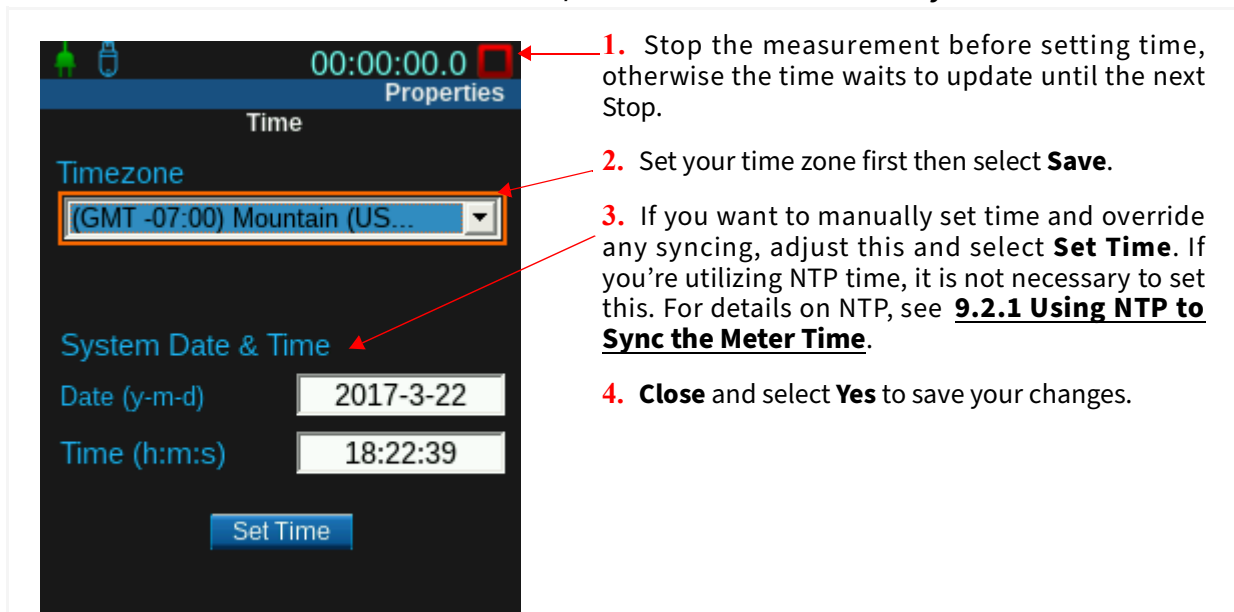 00:00:00.0
Properties
Time
Timezone
(GMT -07:00) Mountain (US...
System Date & Time
Date (y-m-d)
2017-3-22
Time (h:m:s)
18:22:39
Set Time
1. Stop the measurement before setting time,
otherwise the time waits to update until the next
Stop.
2. Set your time zone first then select Save.
3. If you want to manually set time and override
any syncing, adjust this and select Set Time. If
you’re utilizing NTP time, it is not necessary to set
this. For details on NTP, see 9.2.1 Using NTP to
Sync the Meter Time.
4. Close and select Yes to save your changes.